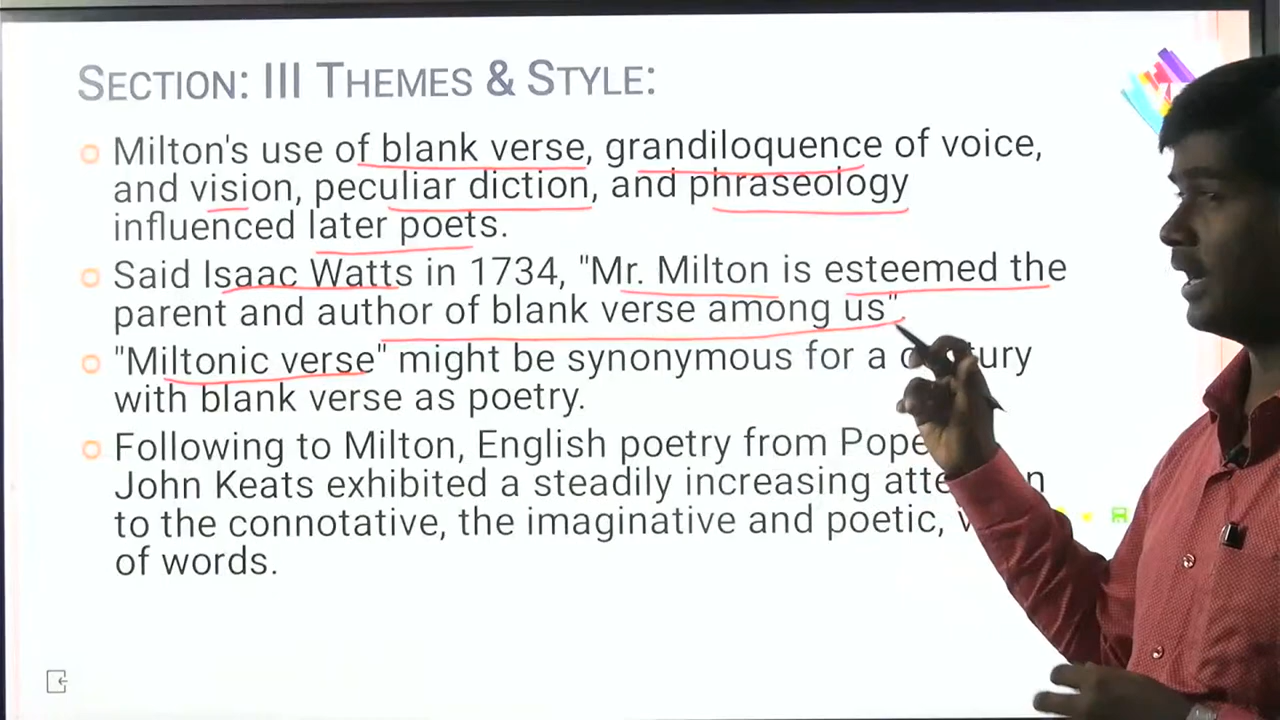 SECTION: III THEMES & STYLE:
Milton's use of blank verse, grandiloquence of voice,
and vision, peculiar diction, and phraseology
influenced later poets.
Said Isaac Watts in 1734, "Mr. Milton is esteemed the
parent and author of blank verse among us".
"Miltonic verse" might be synonymous for a
with blank verse as poetry.
Following to Milton, English poetry from Pope
John Keats exhibited a steadily increasing
to the connotative, the imaginative and poetic,
of words.